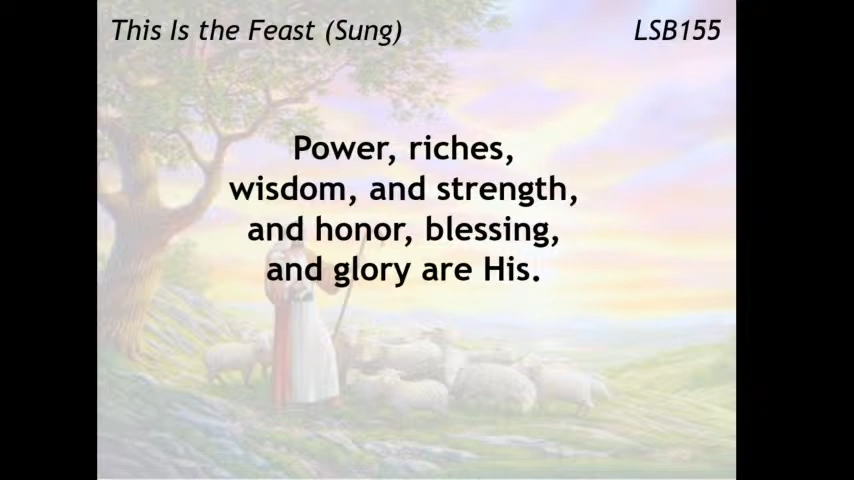 This Is the Feast (Sung) LSB155
Power, riches,
wisdom, and strength,
and honor, blessing,
and glory are His.